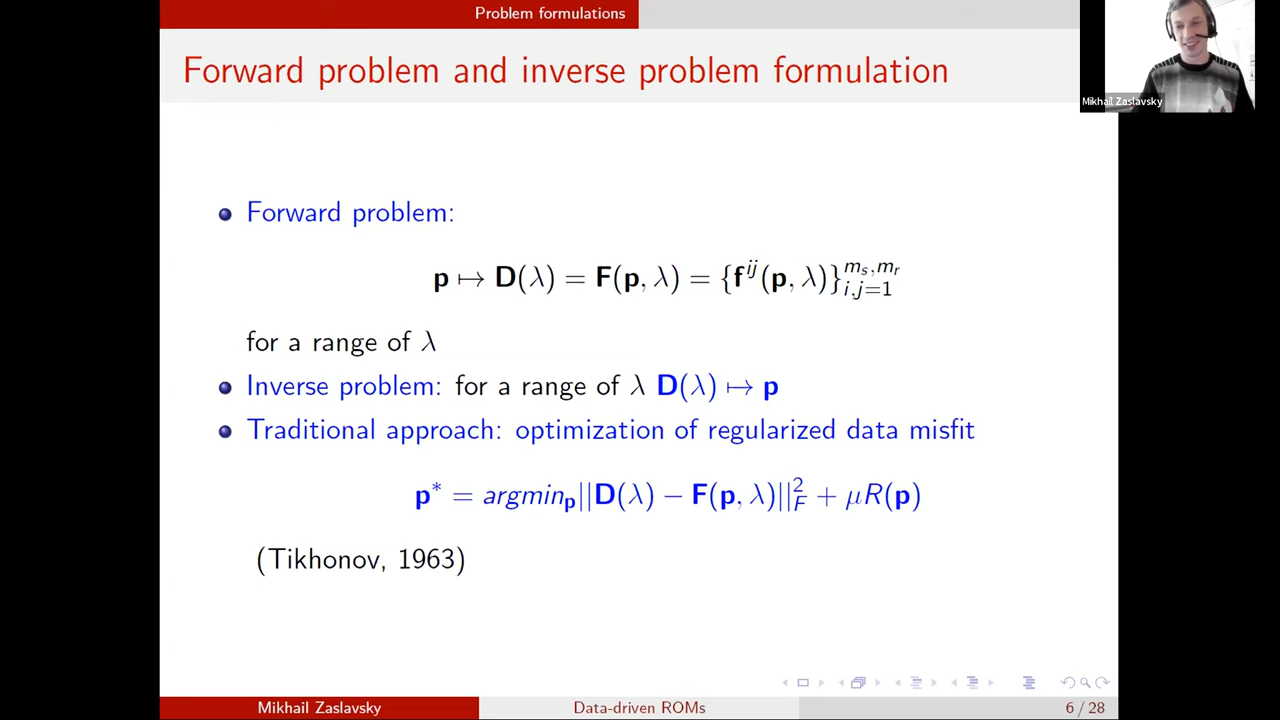 Problem formulations
Forward problem and inverse problem formulation
Mikhail Zaslavsky
Forward problem:
p ↦ D(λ) = F(p, λ) = {f^{ij}(p, λ)}_{i,j=1}^{m_s,m_r}
for a range of λ
Inverse problem: for a range of λ D(λ) ↦ p
Traditional approach: optimization of regularized data misfit
p* = argmin_p||D(λ) − F(p, λ)||_F^2 + μR(p)
(Tikhonov, 1963)
Mikhail Zaslavsky
Data-driven ROMs
6 / 28